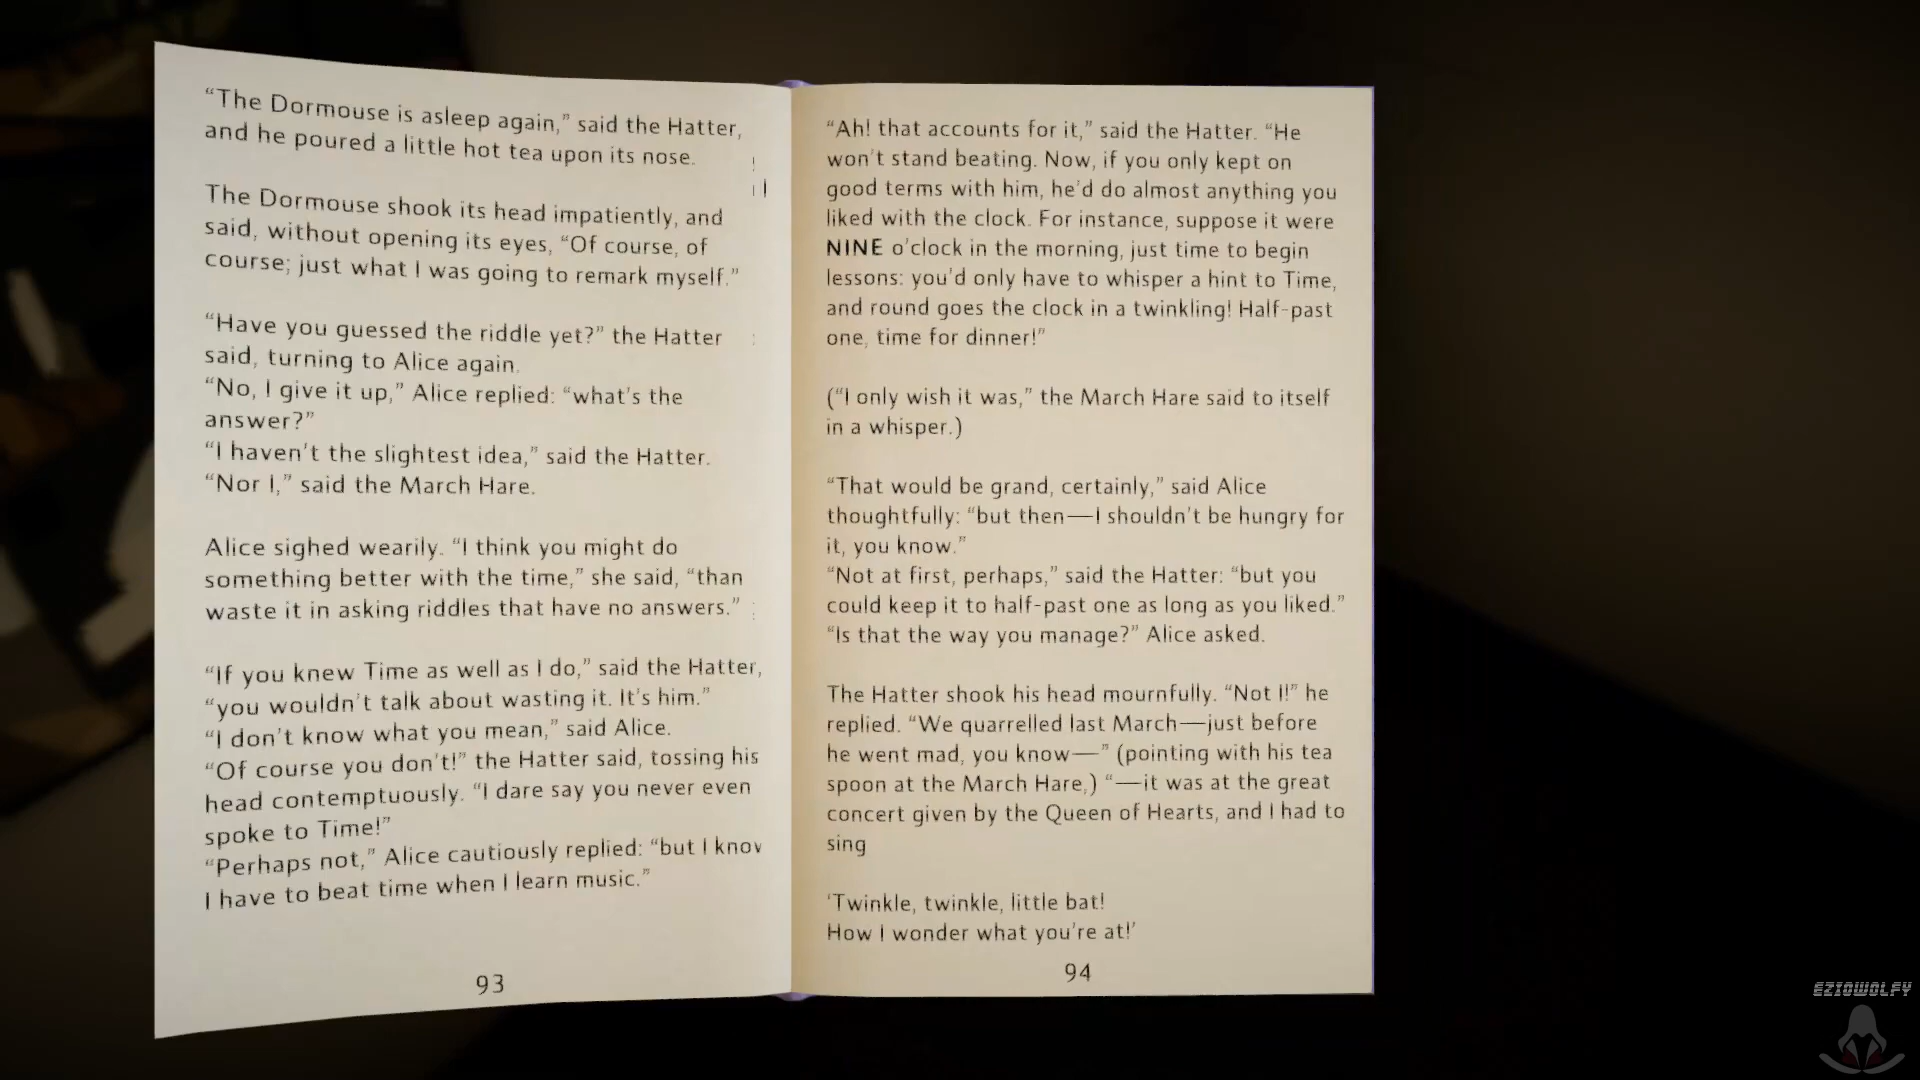 “The Dormouse is asleep again,” said the Hatter,
and he poured a little hot tea upon its nose.
The Dormouse shook its head impatiently, and
said, without opening its eyes, “Of course, of
course; just what I was going to remark myself.”
“Have you guessed the riddle yet?” the Hatter
said, turning to Alice again.
“No, I give it up,” Alice replied: “what’s the
answer?”
“I haven’t the slightest idea,” said the Hatter.
“Nor I,” said the March Hare.
Alice sighed wearily. “I think you might do
something better with the time,” she said, “than
waste it in asking riddles that have no answers.”
“If you knew Time as well as I do,” said the Hatter,
“you wouldn’t talk about wasting it. It’s him.”
“I don’t know what you mean,” said Alice.
“Of course you don’t!” the Hatter said, tossing his
head contemptuously. “I dare say you never even
spoke to Time!”
“Perhaps not,” Alice cautiously replied: “but I know
I have to beat time when I learn music.”
93
“Ah! that accounts for it,” said the Hatter. “He
won’t stand beating. Now, if you only kept on
good terms with him, he’d do almost anything you
liked with the clock. For instance, suppose it were
NINE o’clock in the morning, just time to begin
lessons: you’d only have to whisper a hint to Time,
and round goes the clock in a twinkling! Half-past
one, time for dinner!”
(“I only wish it was,” the March Hare said to itself
in a whisper.)
“That would be grand, certainly,” said Alice
thoughtfully: “but then—I shouldn’t be hungry for
it, you know.”
“Not at first, perhaps,” said the Hatter: “but you
could keep it to half-past one as long as you liked.”
“Is that the way you manage?” Alice asked.
The Hatter shook his head mournfully. “Not I!” he
replied. “We quarrelled last March—just before
he went mad, you know—” (pointing with his tea
spoon at the March Hare,) “—it was at the great
concert given by the Queen of Hearts, and I had to
sing
‘Twinkle, twinkle, little bat!
How I wonder what you’re at!’
94
EZIOWOLFY